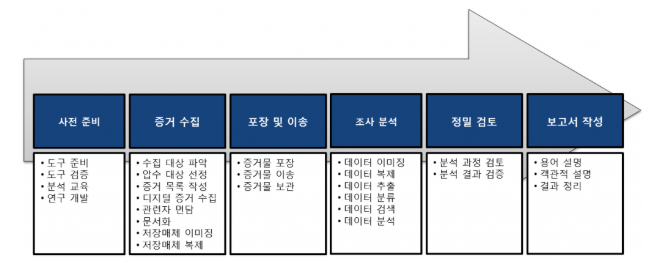 사전 준비
증거 수집
포장 및 이송
조사 분석
정밀 검토
보고서 작성
• 도구 준비
• 도구 검증
• 분석 교육
• 연구 개발
• 수집 대상 파악
• 압수 대상 선정
• 증거 목록 작성
• 디지털 증거 수집
• 관련자 면담
• 문서화
• 저장매체 이미징
• 저장매체 복제
• 증거물 포장
• 증거물 이송
• 증거물 보관
• 데이터 이미징
• 데이터 복제
• 데이터 추출
• 데이터 분류
• 데이터 검색
• 데이터 분석
• 분석 과정 검토
• 분석 결과 검증
• 용어 설명
• 객관적 설명
• 결과 정리